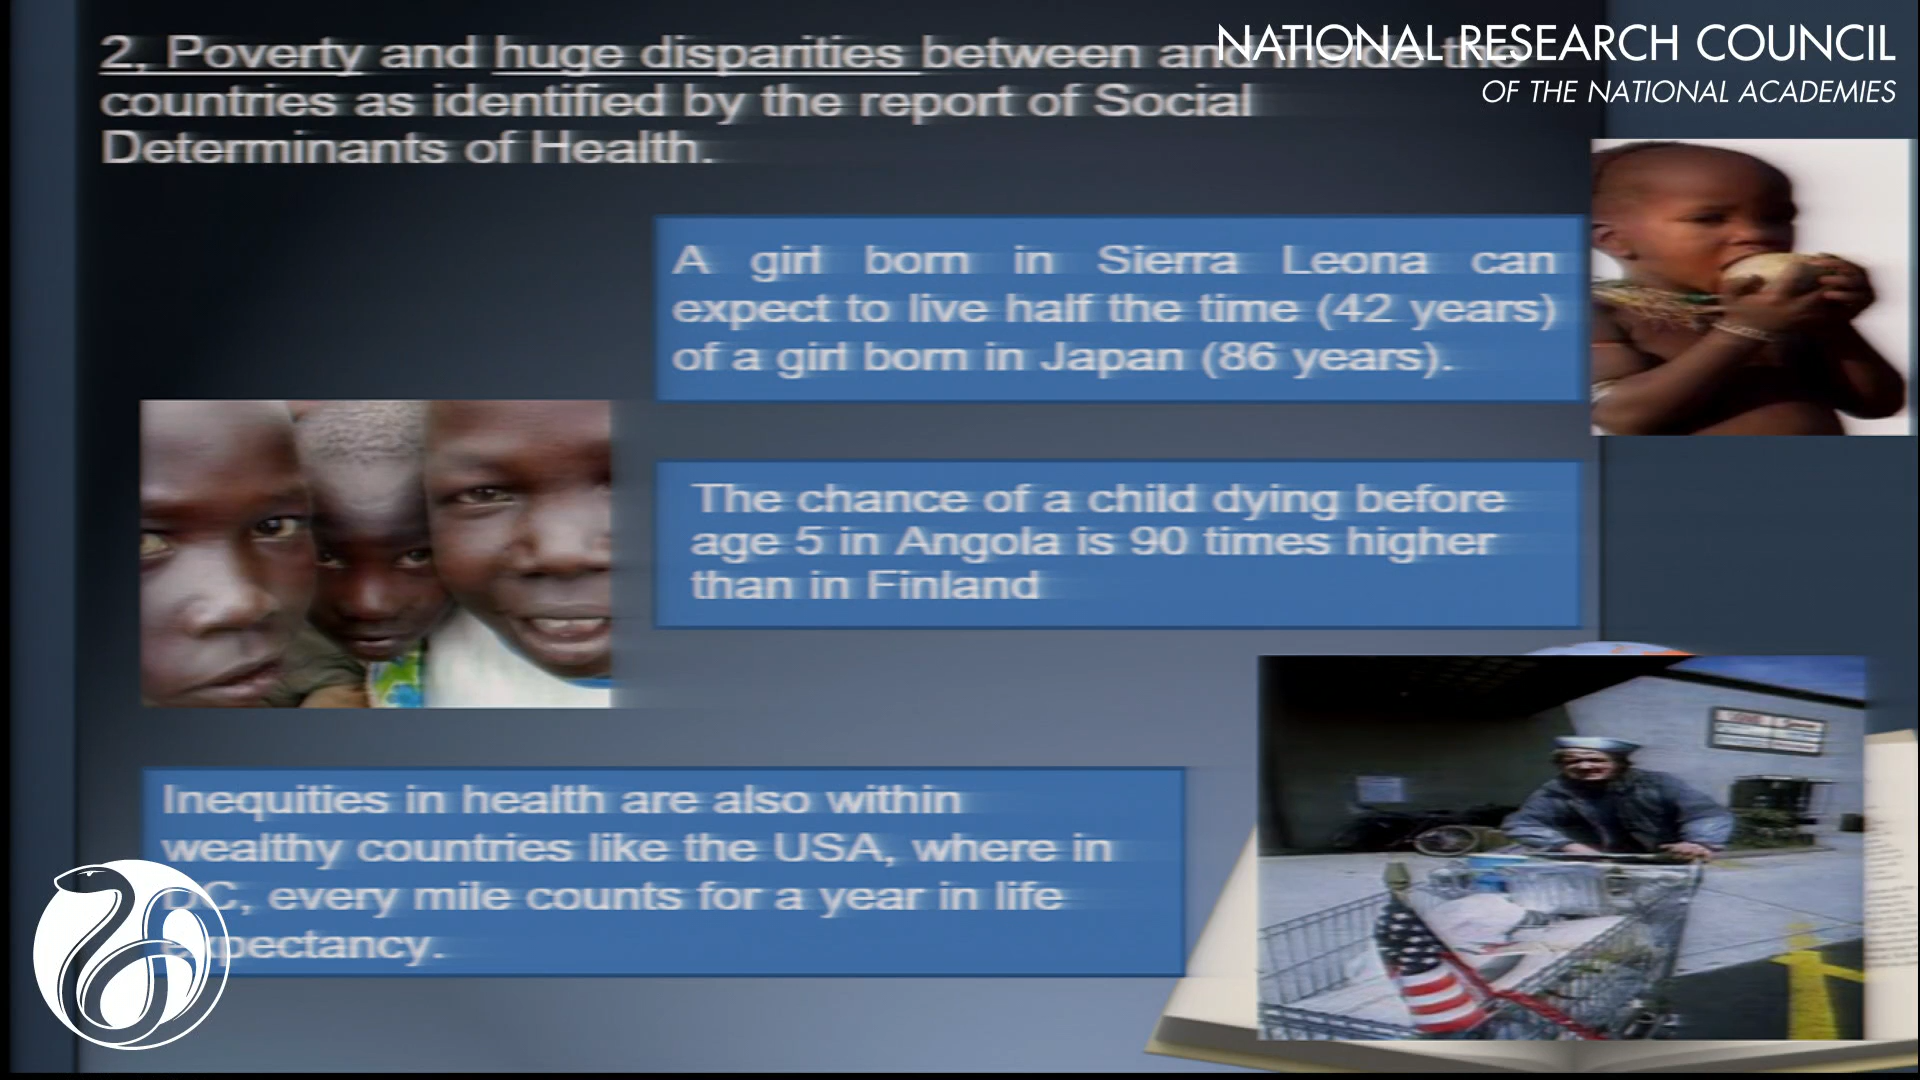 2, Poverty and huge disparities between and inside the
countries as identified by the report of Social
Determinants of Health.
NATIONAL RESEARCH COUNCIL
OF THE NATIONAL ACADEMIES
A girl born in Sierra Leona can
expect to live half the time (42 years)
of a girl born in Japan (86 years).
The chance of a child dying before
age 5 in Angola is 90 times higher
than in Finland
Inequities in health are also within
wealthy countries like the USA, where in
DC, every mile counts for a year in life
expectancy.